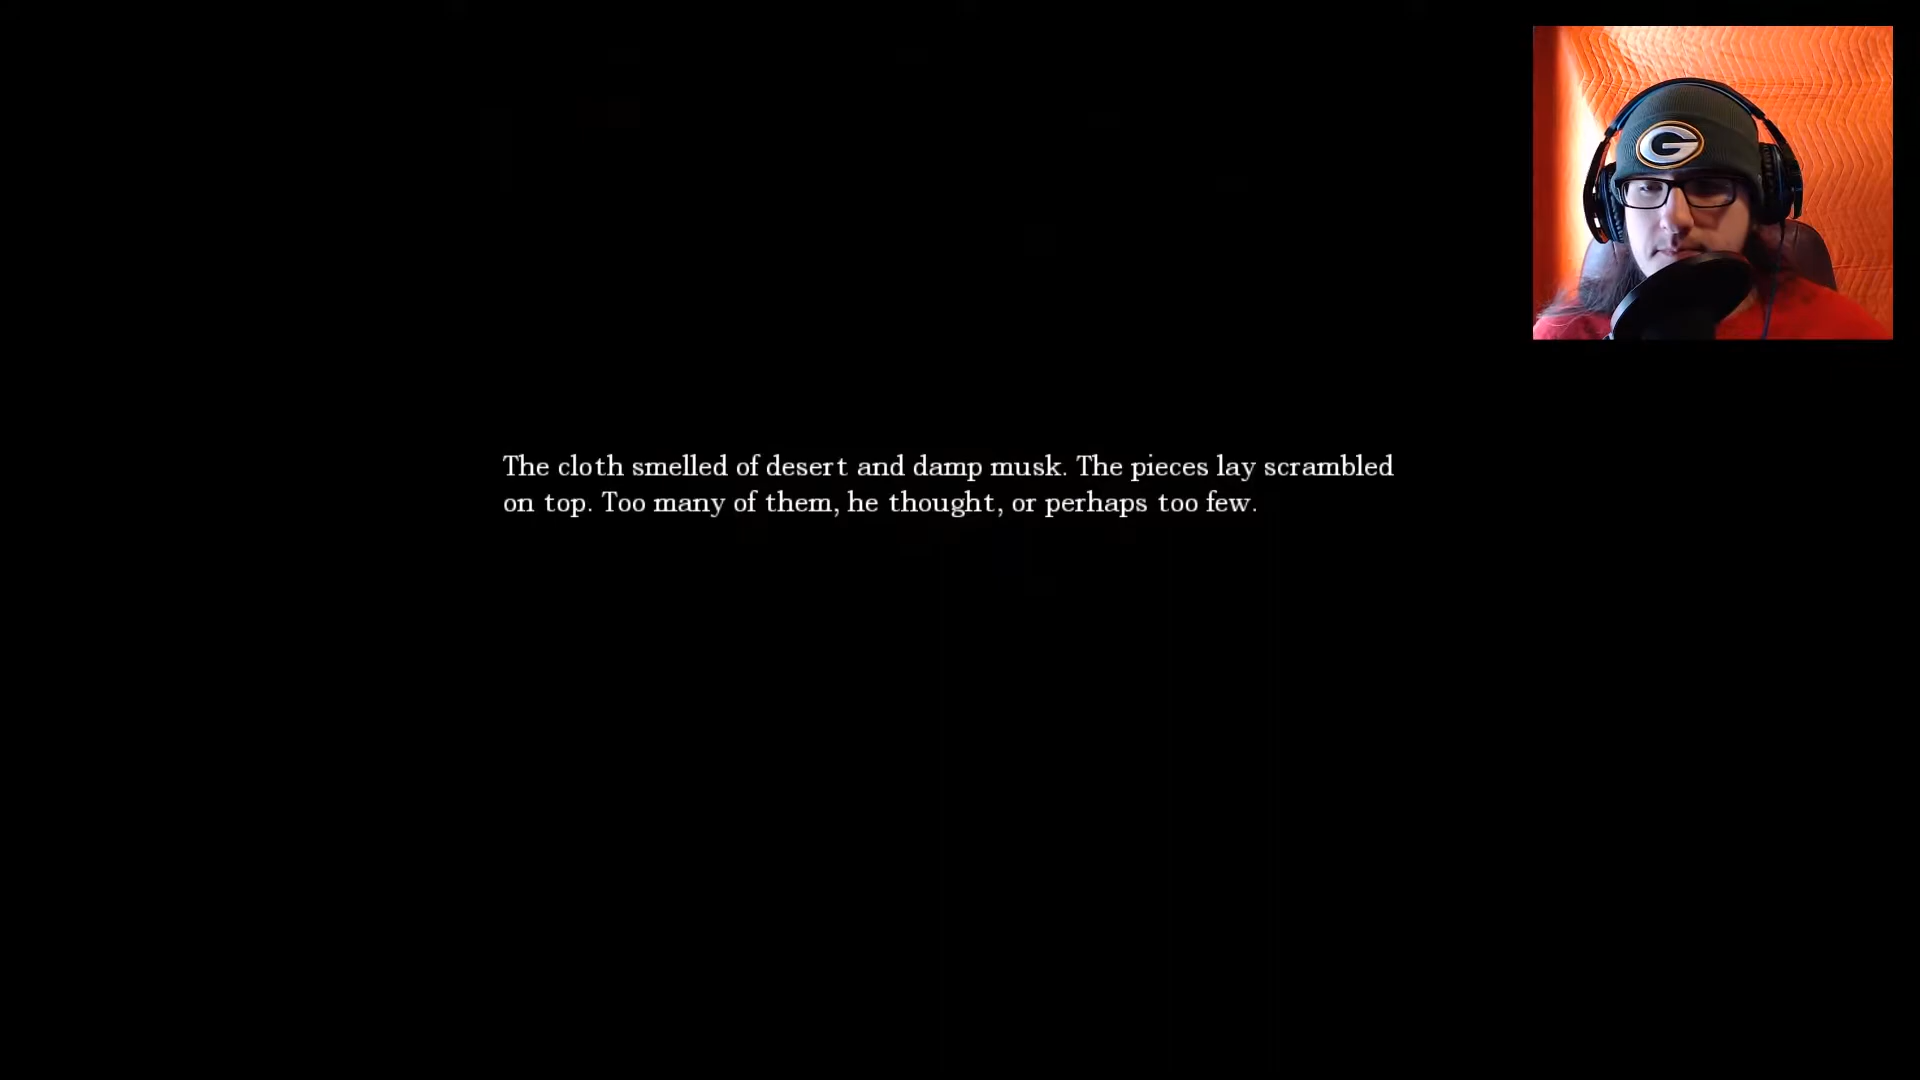 G
The cloth smelled of desert and damp musk. The pieces lay scrambled
on top. Too many of them, he thought, or perhaps too few.